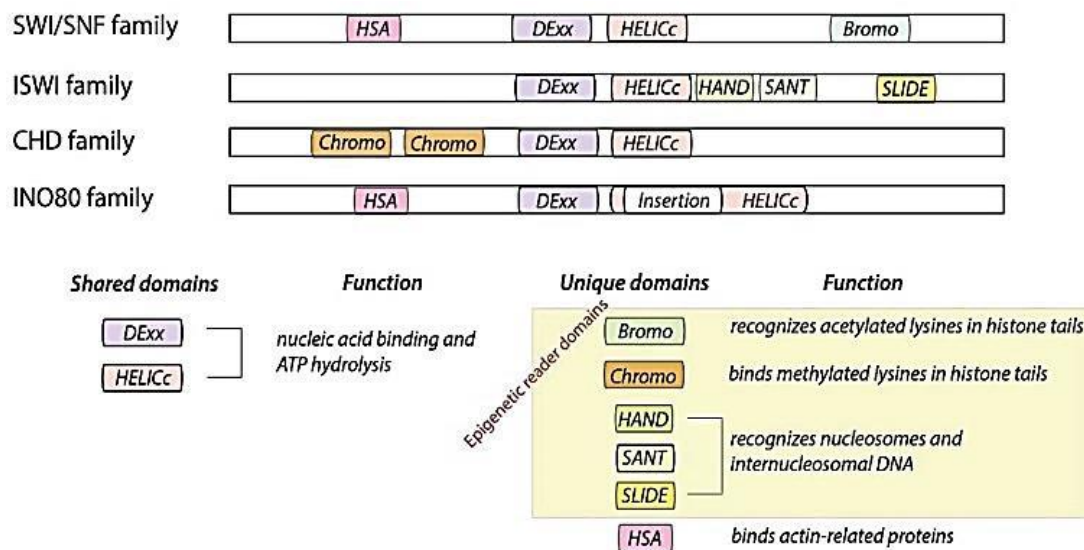 SWI/SNF family HSA DExx HELICc Bromo
ISWI family DExx HELICc HAND SANT SLIDE
CHD family Chromo Chromo DExx HELICc
INO80 family HSA DExx Insertion HELICc
Shared domains Function
DExx
HELICc
nucleic acid binding and
ATP hydrolysis
Unique domains Function
Epigenetic reader domains
Bromo recognizes acetylated lysines in histone tails
Chromo binds methylated lysines in histone tails
HAND
SANT
SLIDE
recognizes nucleosomes and
internucleosomal DNA
HSA binds actin-related proteins